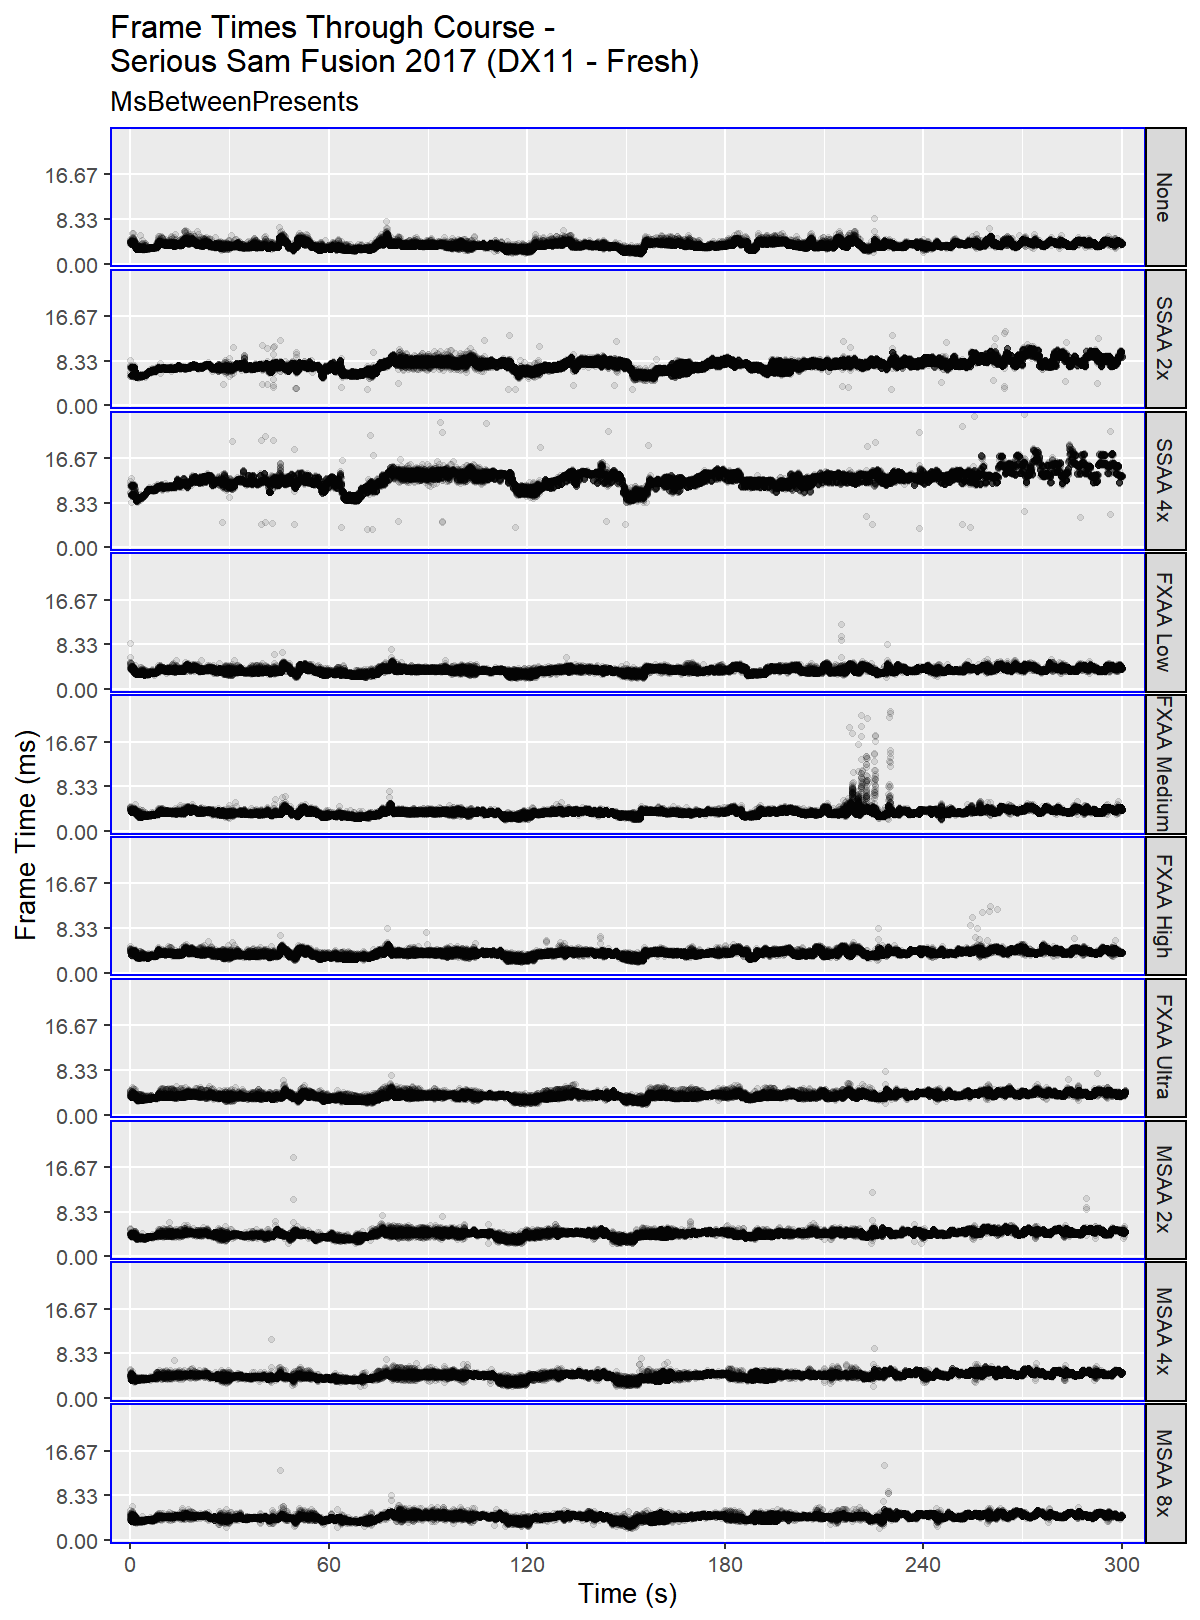 Frame Times Through Course -
Serious Sam Fusion 2017 (DX11 - Fresh)
MsBetweenPresents
Frame Time (ms)
16.67
8.33
0.00
None
16.67
8.33
0.00
SSAA 2x
16.67
8.33
0.00
SSAA 4x
16.67
8.33
0.00
FXAA Low
16.67
8.33
0.00
FXAA Medium
16.67
8.33
0.00
FXAA High
16.67
8.33
0.00
FXAA Ultra
16.67
8.33
0.00
MSAA 2x
16.67
8.33
0.00
MSAA 4x
16.67
8.33
0.00
MSAA 8x
0 60 120 180 240 300
Time (s)